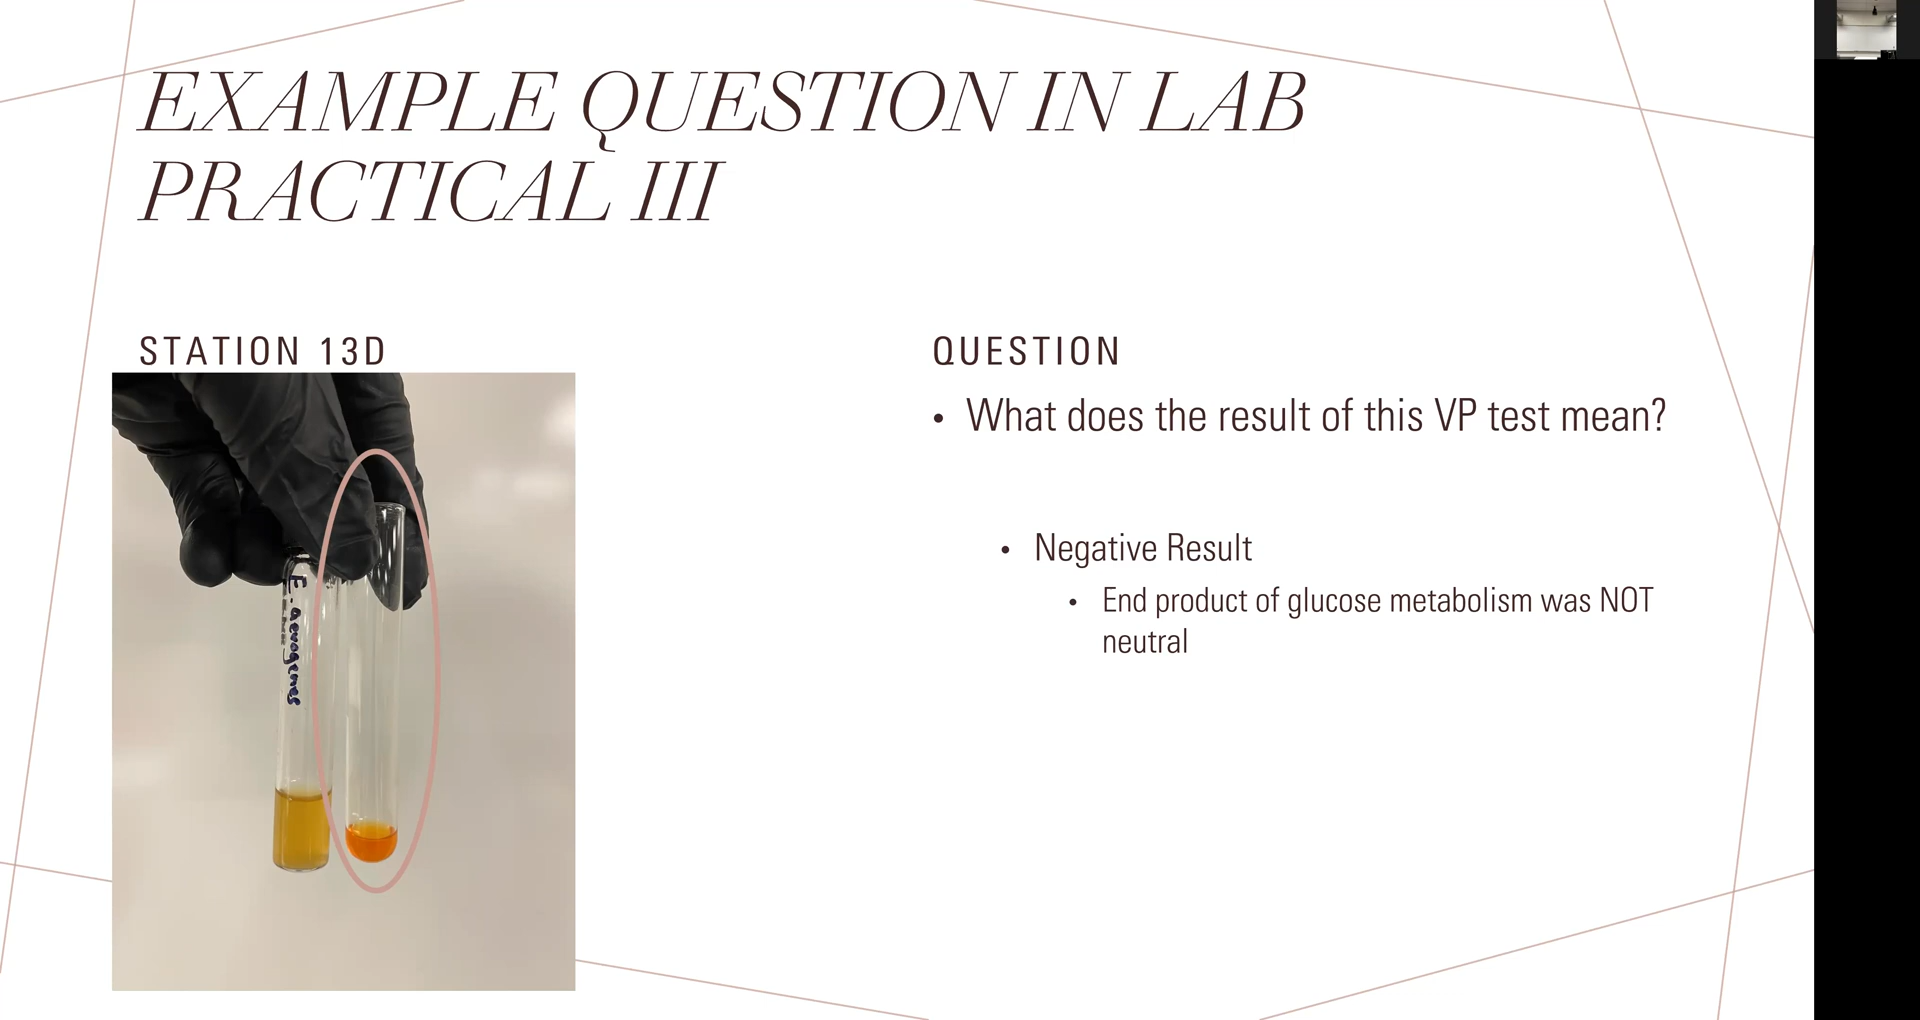 EXAMPLE QUESTION IN LAB
PRACTICAL III
STATION 13D
QUESTION
• What does the result of this VP test mean?
• Negative Result
• End product of glucose metabolism was NOT
neutral
E. aerogenes